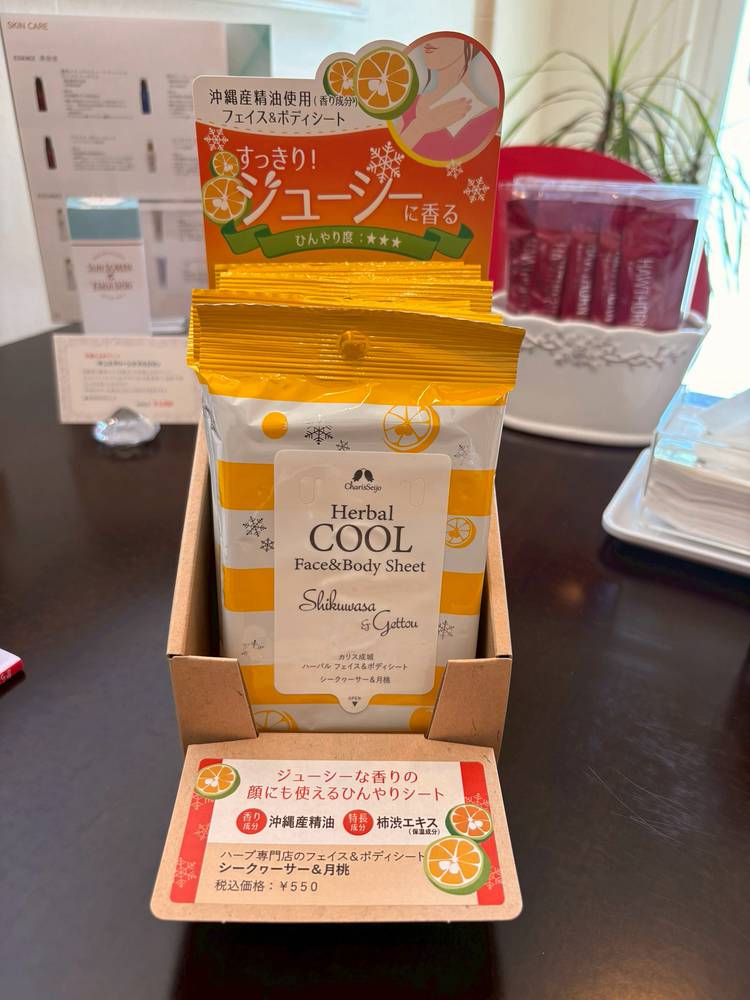 SKIN CARE
沖縄産精油使用(香り成分)
フェイス&ボディシート
すっきり!
ジューシーに香る
ひんやり度:★★★
HAWTHORN
CharisSeijo
Herbal
COOL
Face&Body Sheet
Shikuwasa
& Gettou
カリス成城
ハーバル フェイス&ボディシート
シークヮーサー&月桃
OPEN
ジューシーな香りの
顔にも使えるひんやりシート
香り成分 沖縄産精油 特長成分 柿渋エキス
(保湿成分)
ハーブ専門店のフェイス&ボディシート
シークヮーサー&月桃
税込価格:¥550